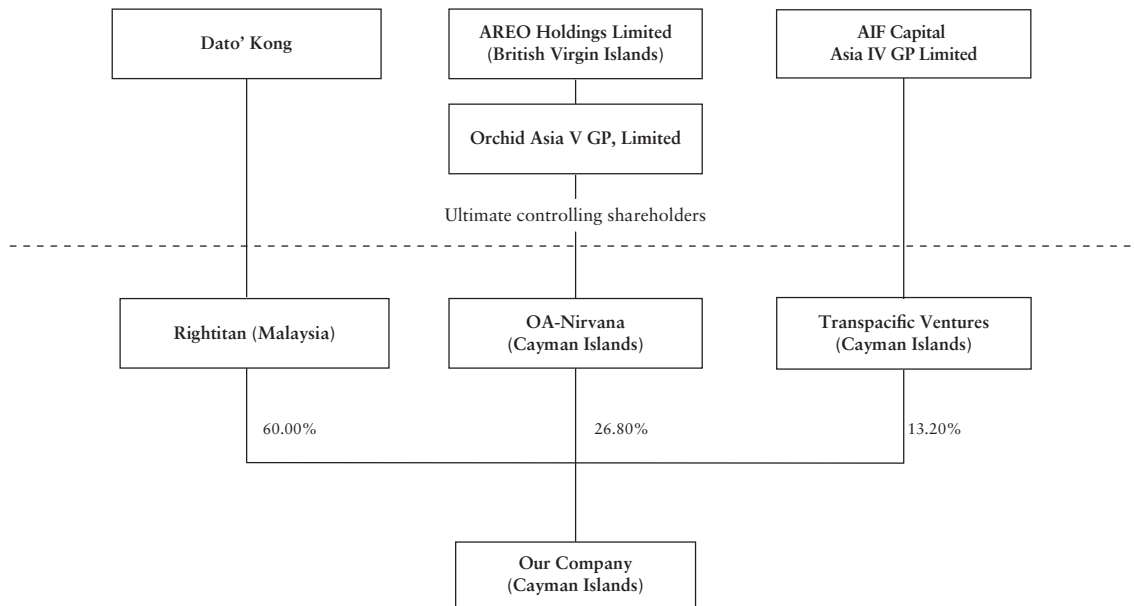 Dato’ Kong
AREO Holdings Limited
(British Virgin Islands)
AIF Capital
Asia IV GP Limited
Orchid Asia V GP, Limited
Ultimate controlling shareholders
Rightitan (Malaysia)
OA-Nirvana
(Cayman Islands)
Transpacific Ventures
(Cayman Islands)
60.00%
26.80%
13.20%
Our Company
(Cayman Islands)